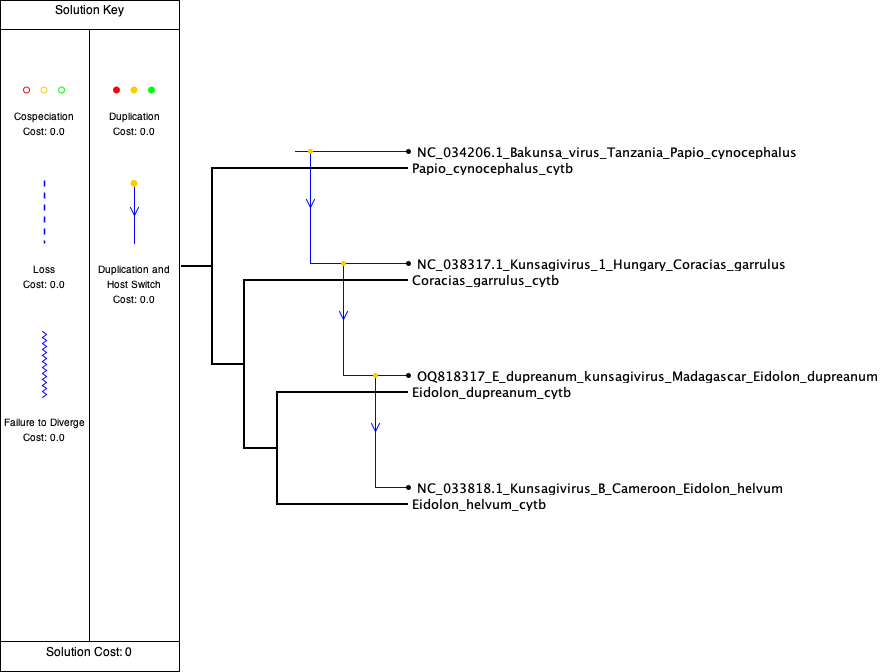 Solution Key
Cospeciation
Cost: 0.0
Duplication
Cost: 0.0
Loss
Cost: 0.0
Duplication and
Host Switch
Cost: 0.0
Failure to Diverge
Cost: 0.0
Solution Cost: 0
NC_034206.1_Bakunsa_virus_Tanzania_Papio_cynocephalus
Papio_cynocephalus_cytb
NC_038317.1_Kunsagivirus_1_Hungary_Coracias_garrulus
Coracias_garrulus_cytb
OQ818317_E_dupreanum_kunsagivirus_Madagascar_Eidolon_dupreanum
Eidolon_dupreanum_cytb
NC_033818.1_Kunsagivirus_B_Cameroon_Eidolon_helvum
Eidolon_helvum_cytb